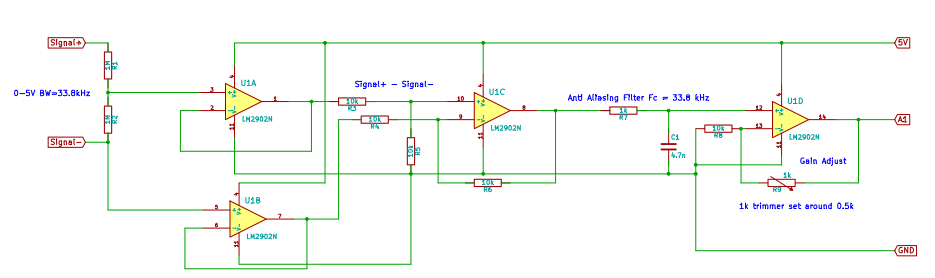 Signal+
5V
1M
R1
4
U1A
V+
3
2
1
V-
LM2902N
11
0-5V BW=33.8kHz
1M
R2
Signal-
Signal+ - Signal-
10k
R3
10k
R4
10k
R5
4
U1C
V+
10
9
8
V-
LM2902N
11
10k
R6
Anti Aliasing Filter Fc = 33.8 kHz
1k
R7
C1
4.7n
10k
R8
4
U1D
V+
12
13
14
V-
LM2902N
11
A1
Gain Adjust
1k
R9
1k trimmer set around 0.5k
4
U1B
V+
5
6
7
V-
LM2902N
11
GND